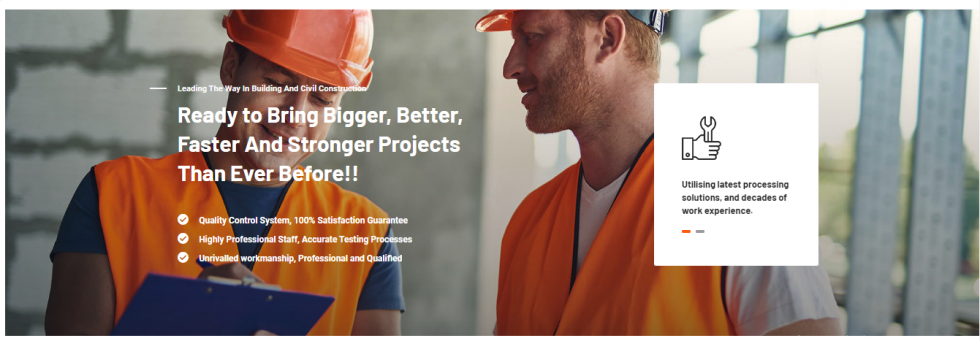 Leading The Way In Building And Civil Construction
Ready to Bring Bigger, Better,
Faster And Stronger Projects
Than Ever Before!!
Quality Control System, 100% Satisfaction Guarantee
Highly Professional Staff, Accurate Testing Processes
Unrivalled workmanship, Professional and Qualified
Utilising latest processing
solutions, and decades of
work experience.